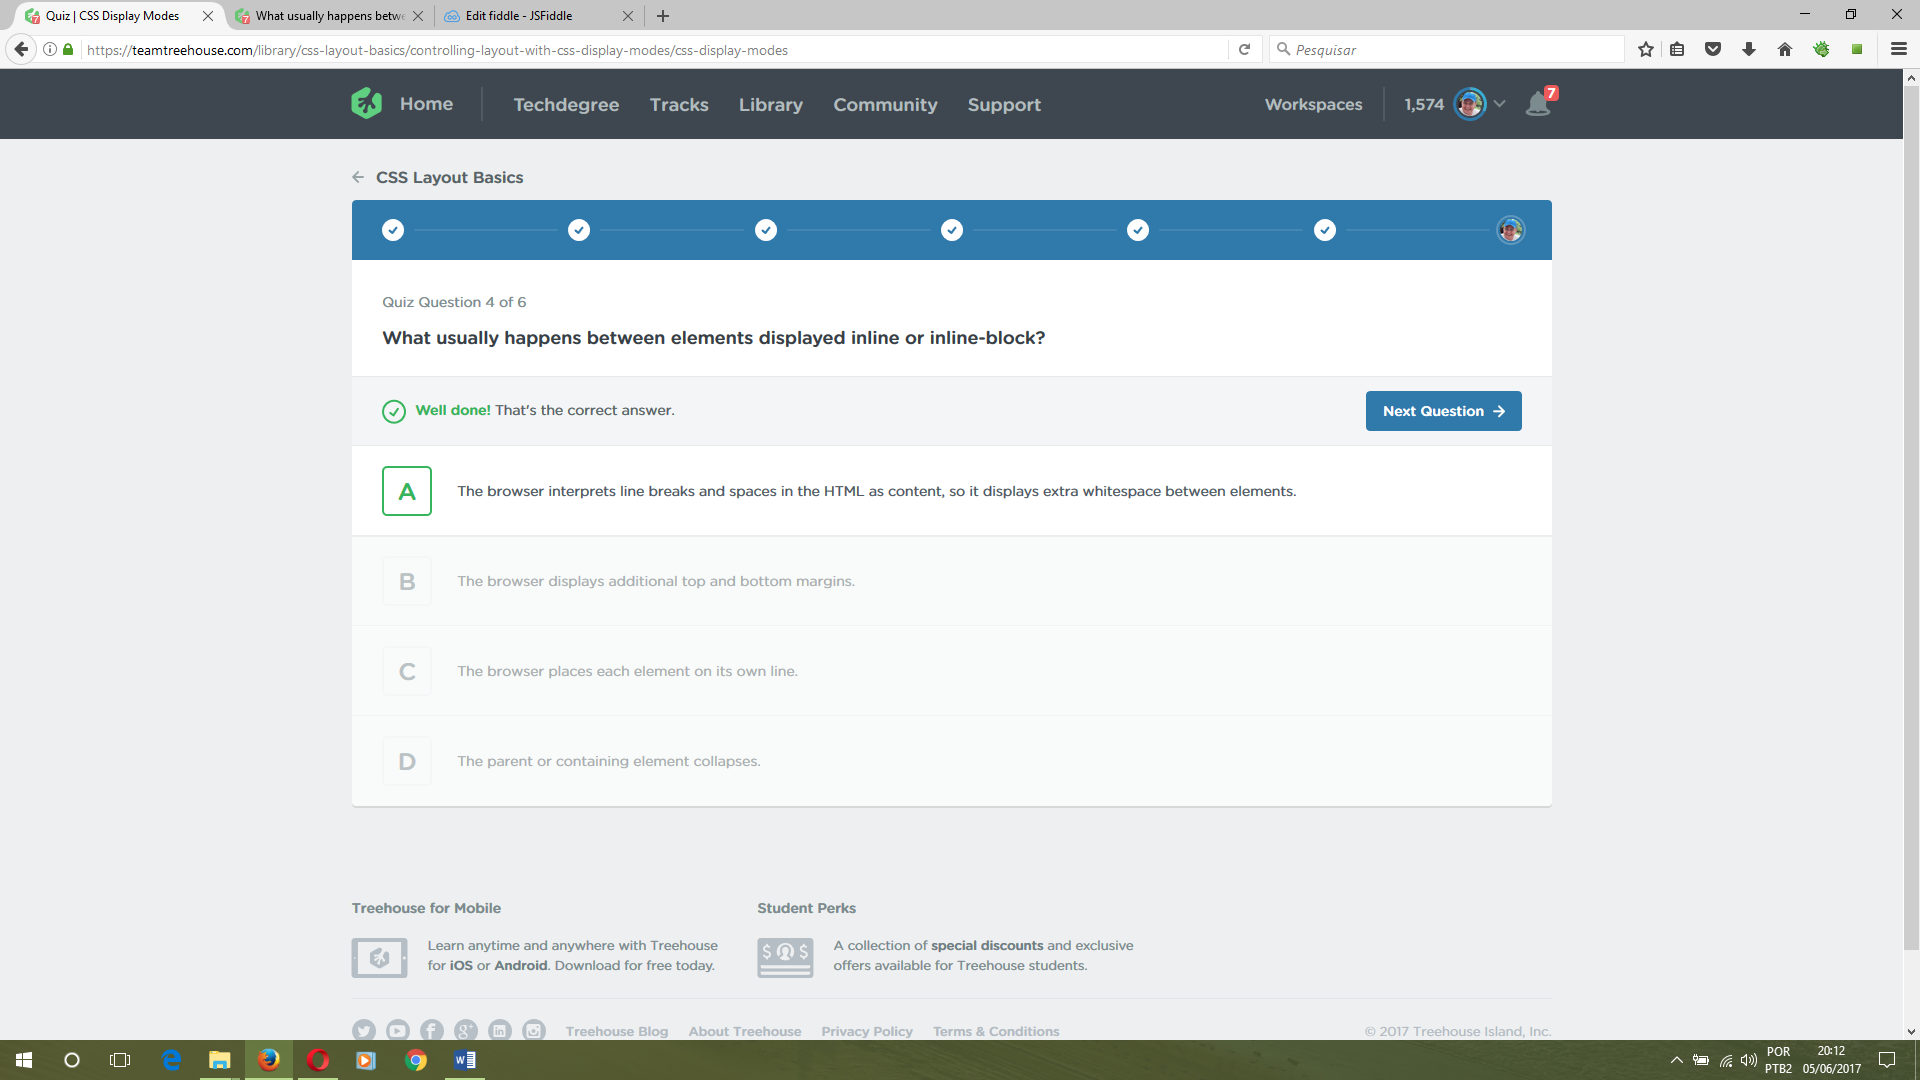 Quiz | CSS Display Modes
What usually happens betwe
Edit fiddle - JSFiddle
https://teamtreehouse.com/library/css-layout-basics/controlling-layout-with-css-display-modes/css-display-modes
Pesquisar
Home
Techdegree
Tracks
Library
Community
Support
Workspaces
1,574
7
CSS Layout Basics
Quiz Question 4 of 6
What usually happens between elements displayed inline or inline-block?
Well done! That's the correct answer.
Next Question
A
The browser interprets line breaks and spaces in the HTML as content, so it displays extra whitespace between elements.
B
The browser displays additional top and bottom margins.
C
The browser places each element on its own line.
D
The parent or containing element collapses.
Treehouse for Mobile
Learn anytime and anywhere with Treehouse
for iOS or Android. Download for free today.
Student Perks
A collection of special discounts and exclusive
offers available for Treehouse students.
Treehouse Blog
About Treehouse
Privacy Policy
Terms & Conditions
© 2017 Treehouse Island, Inc.
POR
PTB2
20:12
05/06/2017